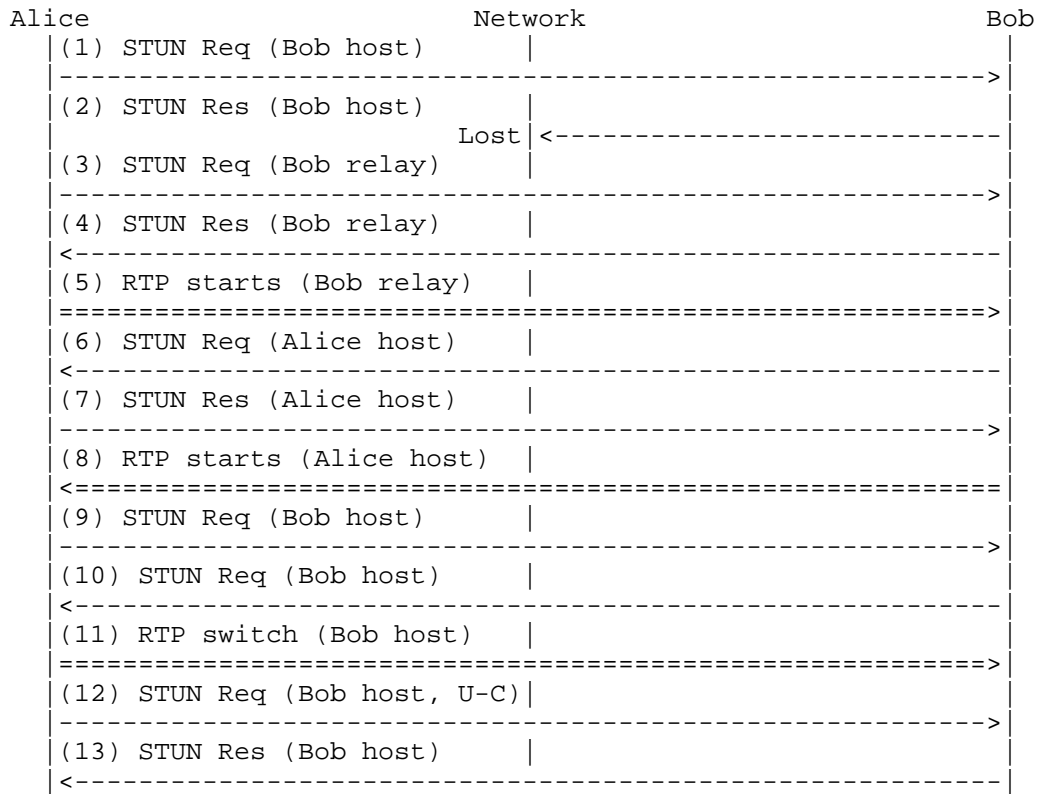 Alice Network Bob
(1) STUN Req (Bob host)
(2) STUN Res (Bob host)
Lost
(3) STUN Req (Bob relay)
(4) STUN Res (Bob relay)
(5) RTP starts (Bob relay)
(6) STUN Req (Alice host)
(7) STUN Res (Alice host)
(8) RTP starts (Alice host)
(9) STUN Req (Bob host)
(10) STUN Req (Bob host)
(11) RTP switch (Bob host)
(12) STUN Req (Bob host, U-C)
(13) STUN Res (Bob host)